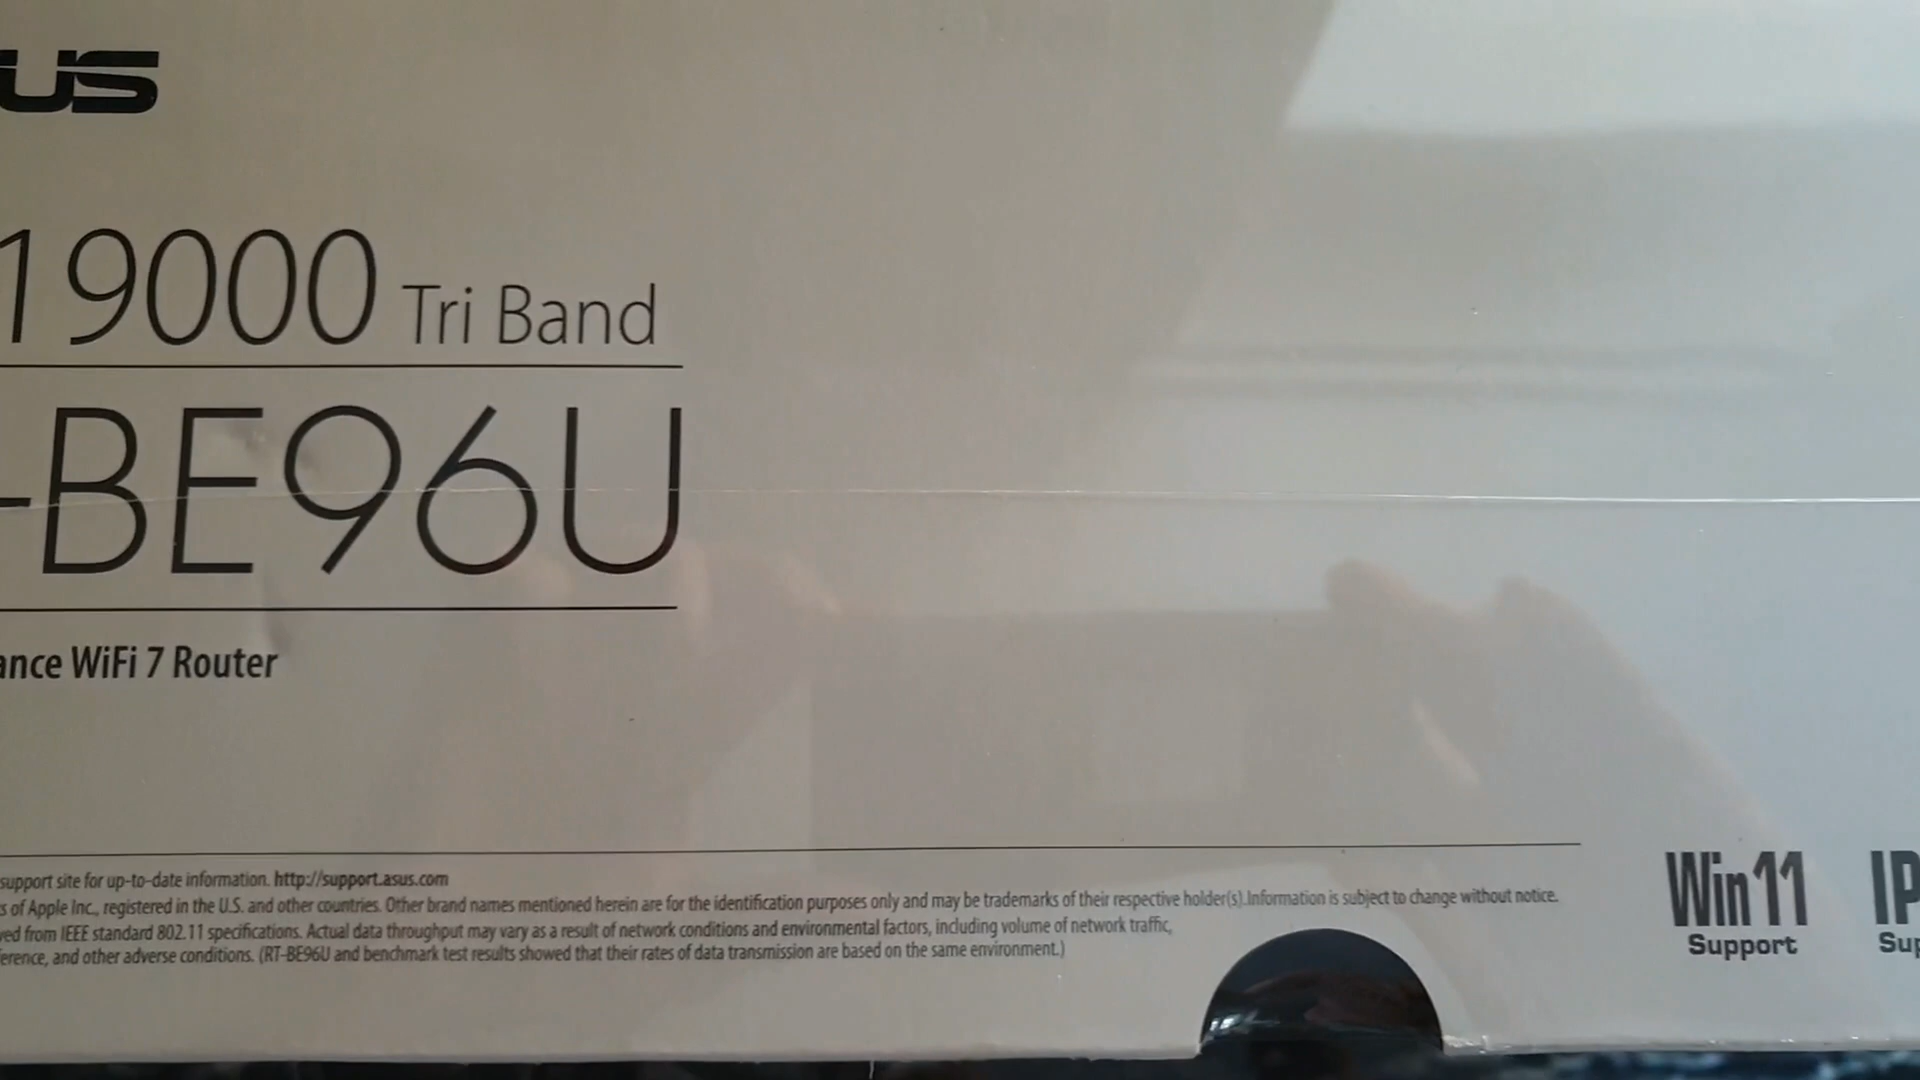 US
19000 Tri Band
-BE96U
ance WiFi 7 Router
support site for up-to-date information. http://support.asus.com
s of Apple Inc., registered in the U.S. and other countries. Other brand names mentioned herein are for the identification purposes only and may be trademarks of their respective holder(s).Information is subject to change without notice.
ved from IEEE standard 802.11 specifications. Actual data throughput may vary as a result of network conditions and environmental factors, including volume of network traffic,
erence, and other adverse conditions. (RT-BE96U and benchmark test results showed that their rates of data transmission are based on the same environment.)
Win11
Support
IP
Sup